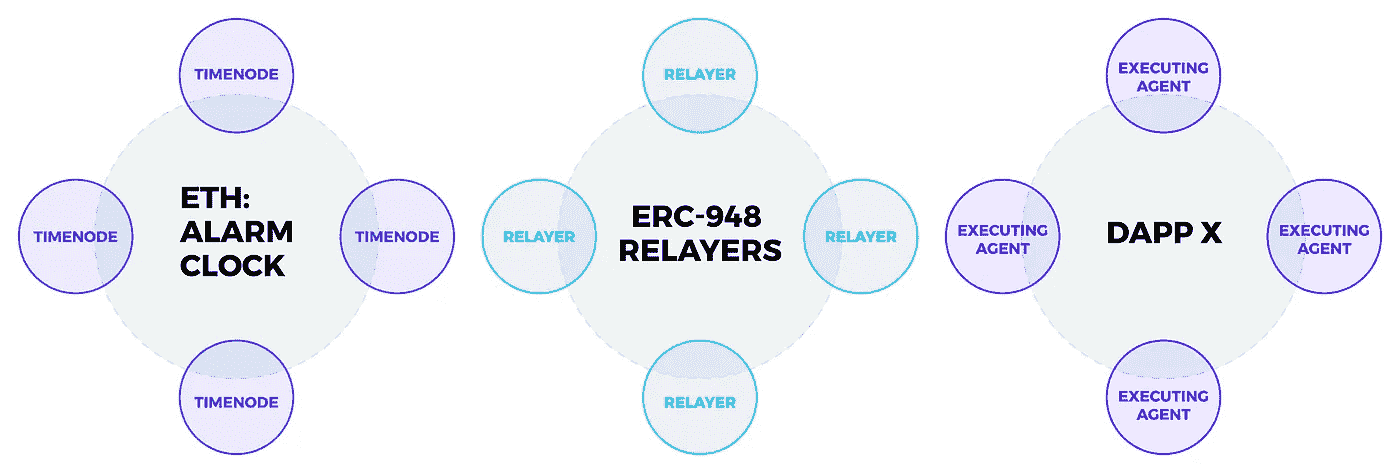 TIMENODE
TIMENODE
ETH:
ALARM
CLOCK
TIMENODE
TIMENODE
RELAYER
RELAYER
ERC-948
RELAYERS
RELAYER
RELAYER
EXECUTING
AGENT
EXECUTING
AGENT
DAPP X
EXECUTING
AGENT
EXECUTING
AGENT